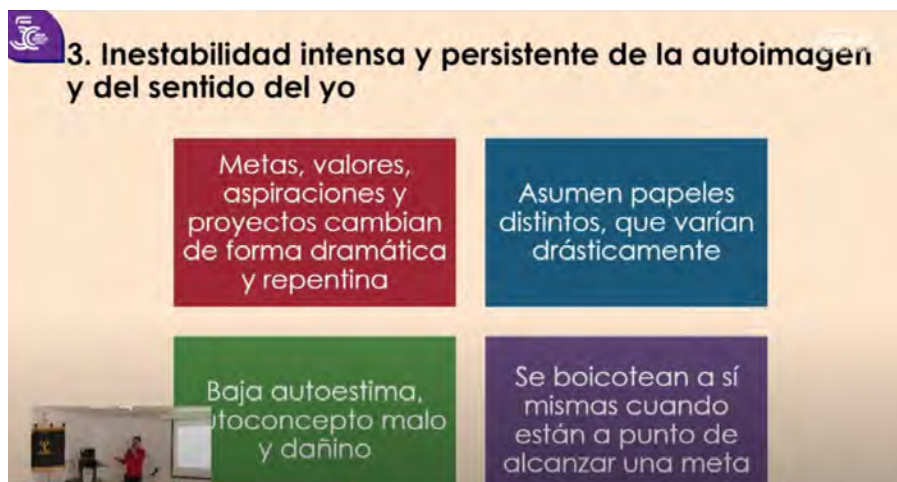 3. Inestabilidad intensa y persistente de la autoimagen
y del sentido del yo
Metas, valores,
aspiraciones y
proyectos cambian
de forma dramática
y repentina
Asumen papeles
distintos, que varían
drásticamente
Baja autoestima,
utoconcepto malo
y dañino
Se boicotean a sí
mismas cuando
están a punto de
alcanzar una meta